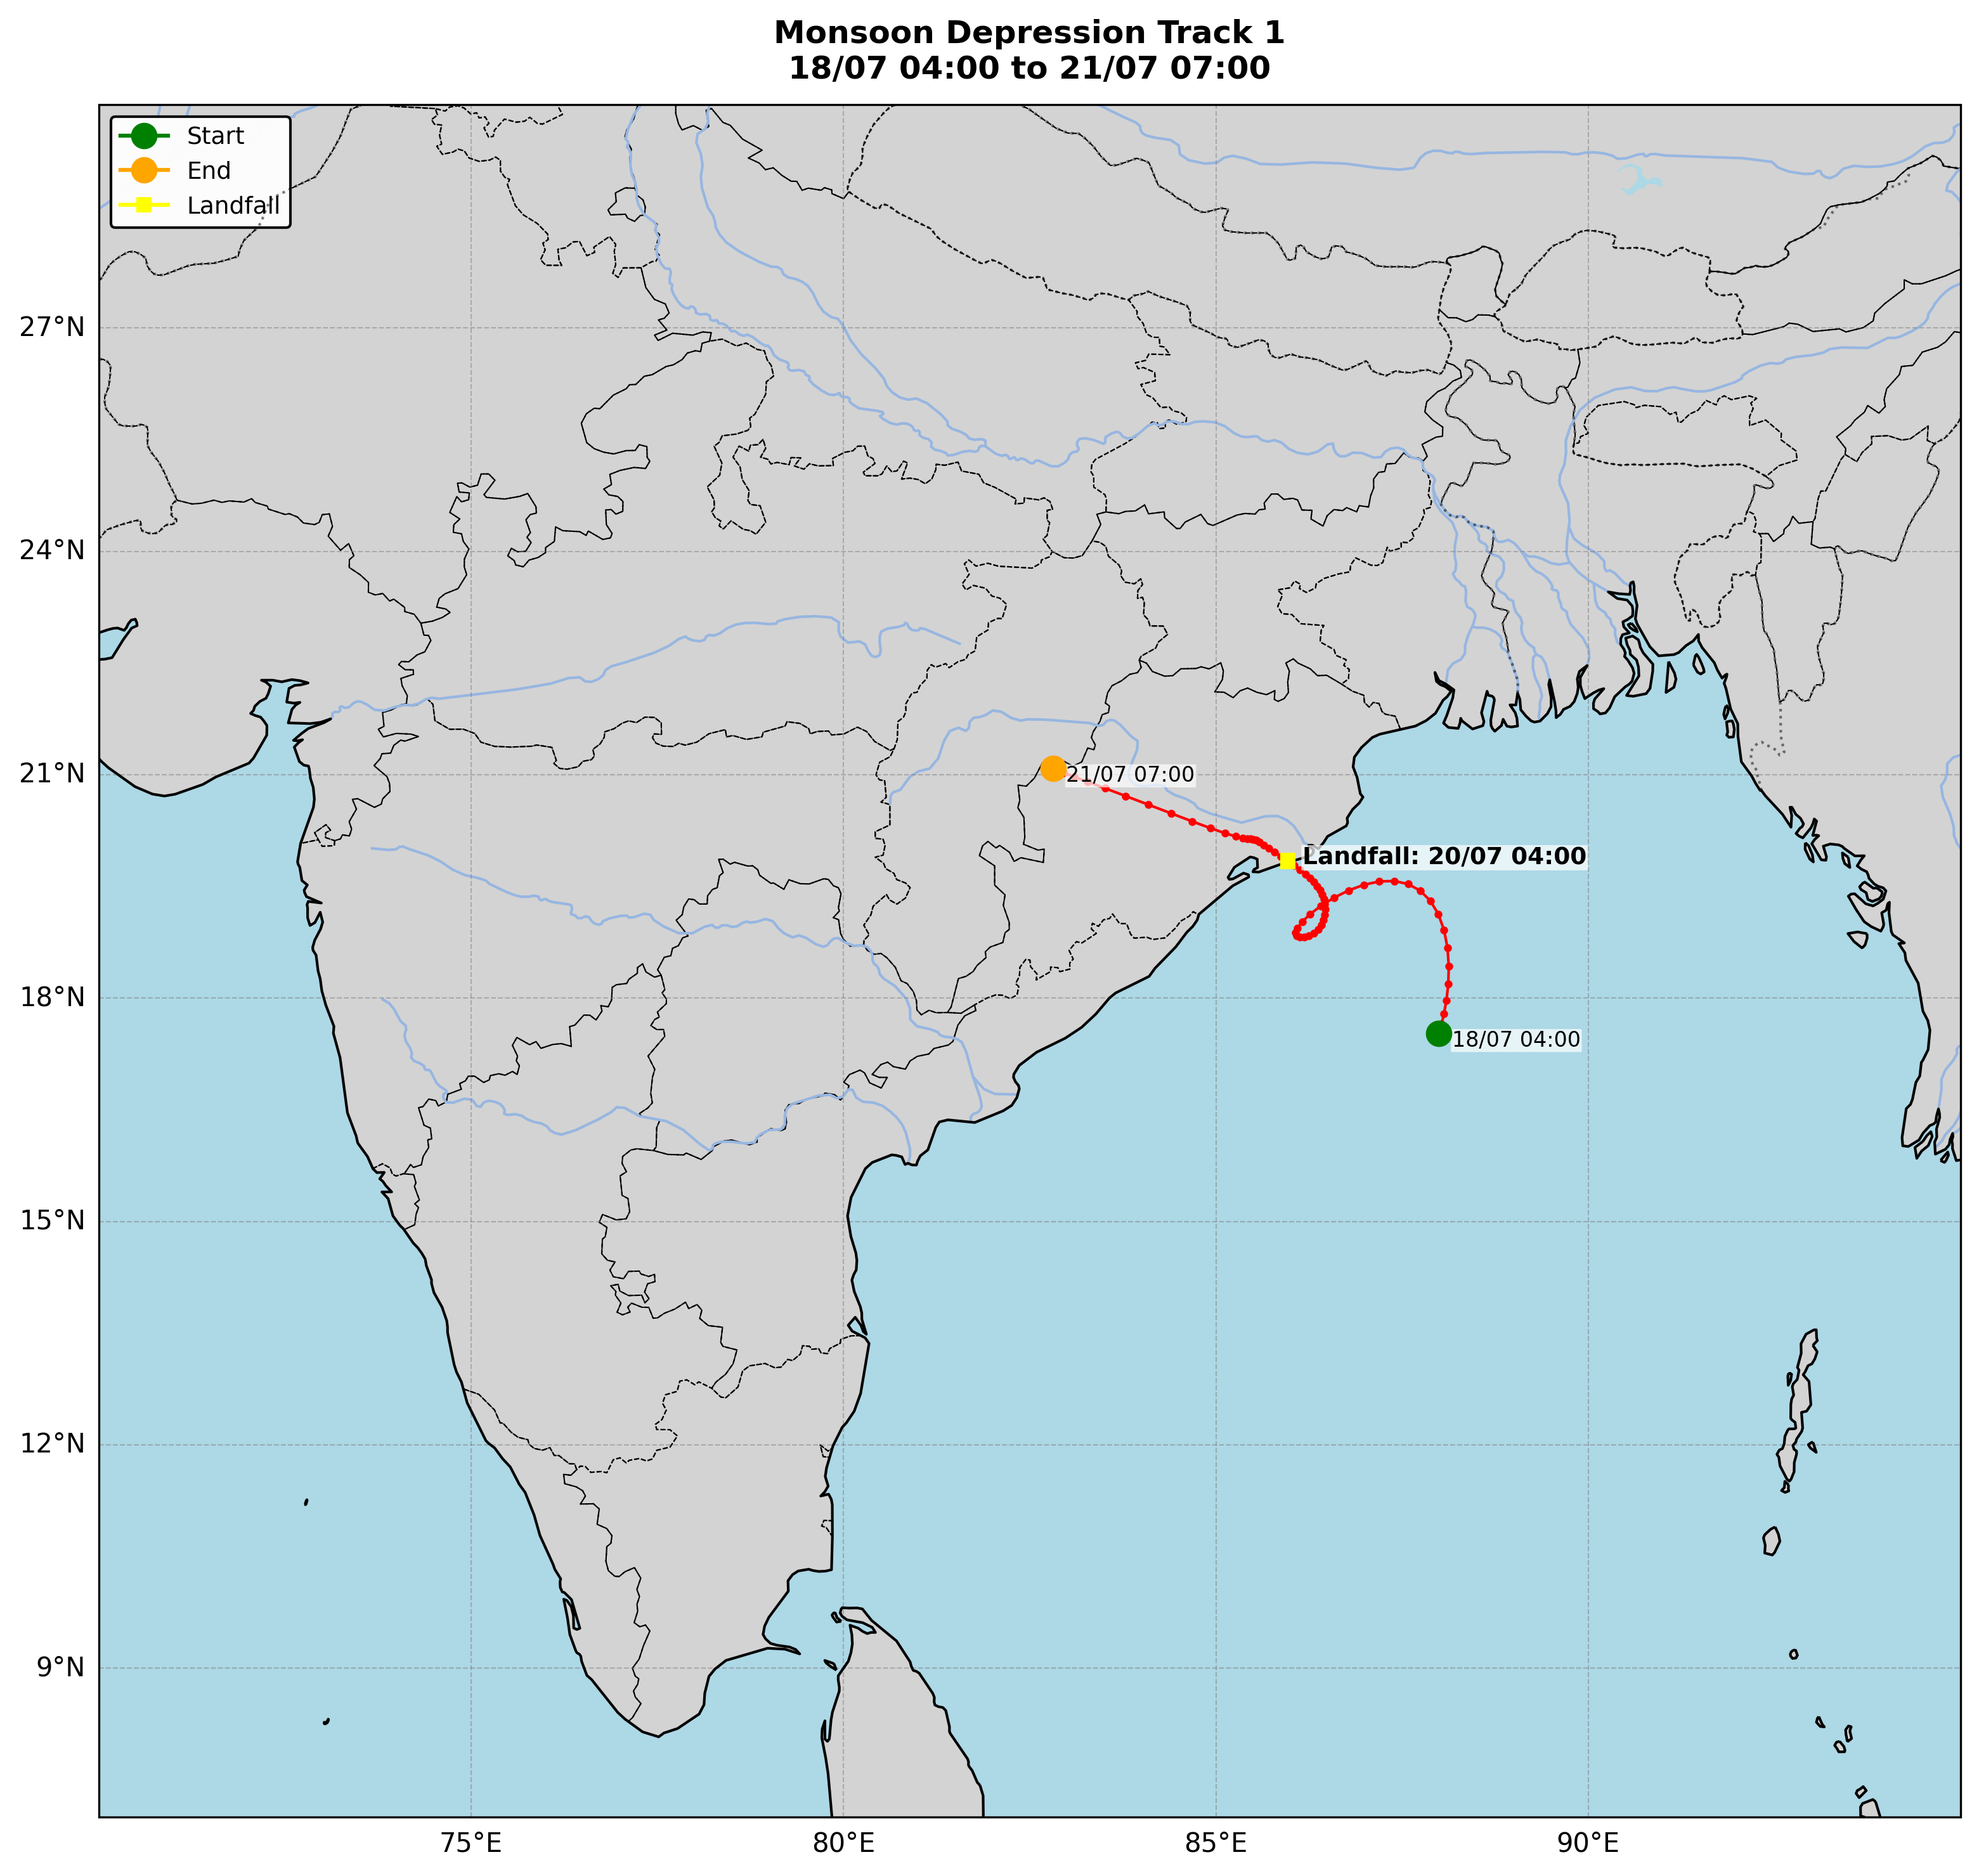 Monsoon Depression Track 1
18/07 04:00 to 21/07 07:00
Start
End
Landfall
27°N
24°N
21°N
18°N
15°N
12°N
9°N
21/07 07:00
Landfall: 20/07 04:00
18/07 04:00
75°E
80°E
85°E
90°E